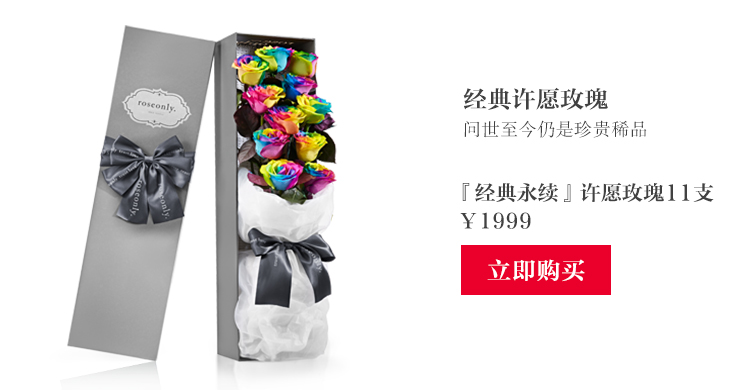 roseonly.
roseonly.
经典许愿玫瑰
问世至今仍是珍贵稀品
『经典永续』许愿玫瑰11支
￥1999
立即购买